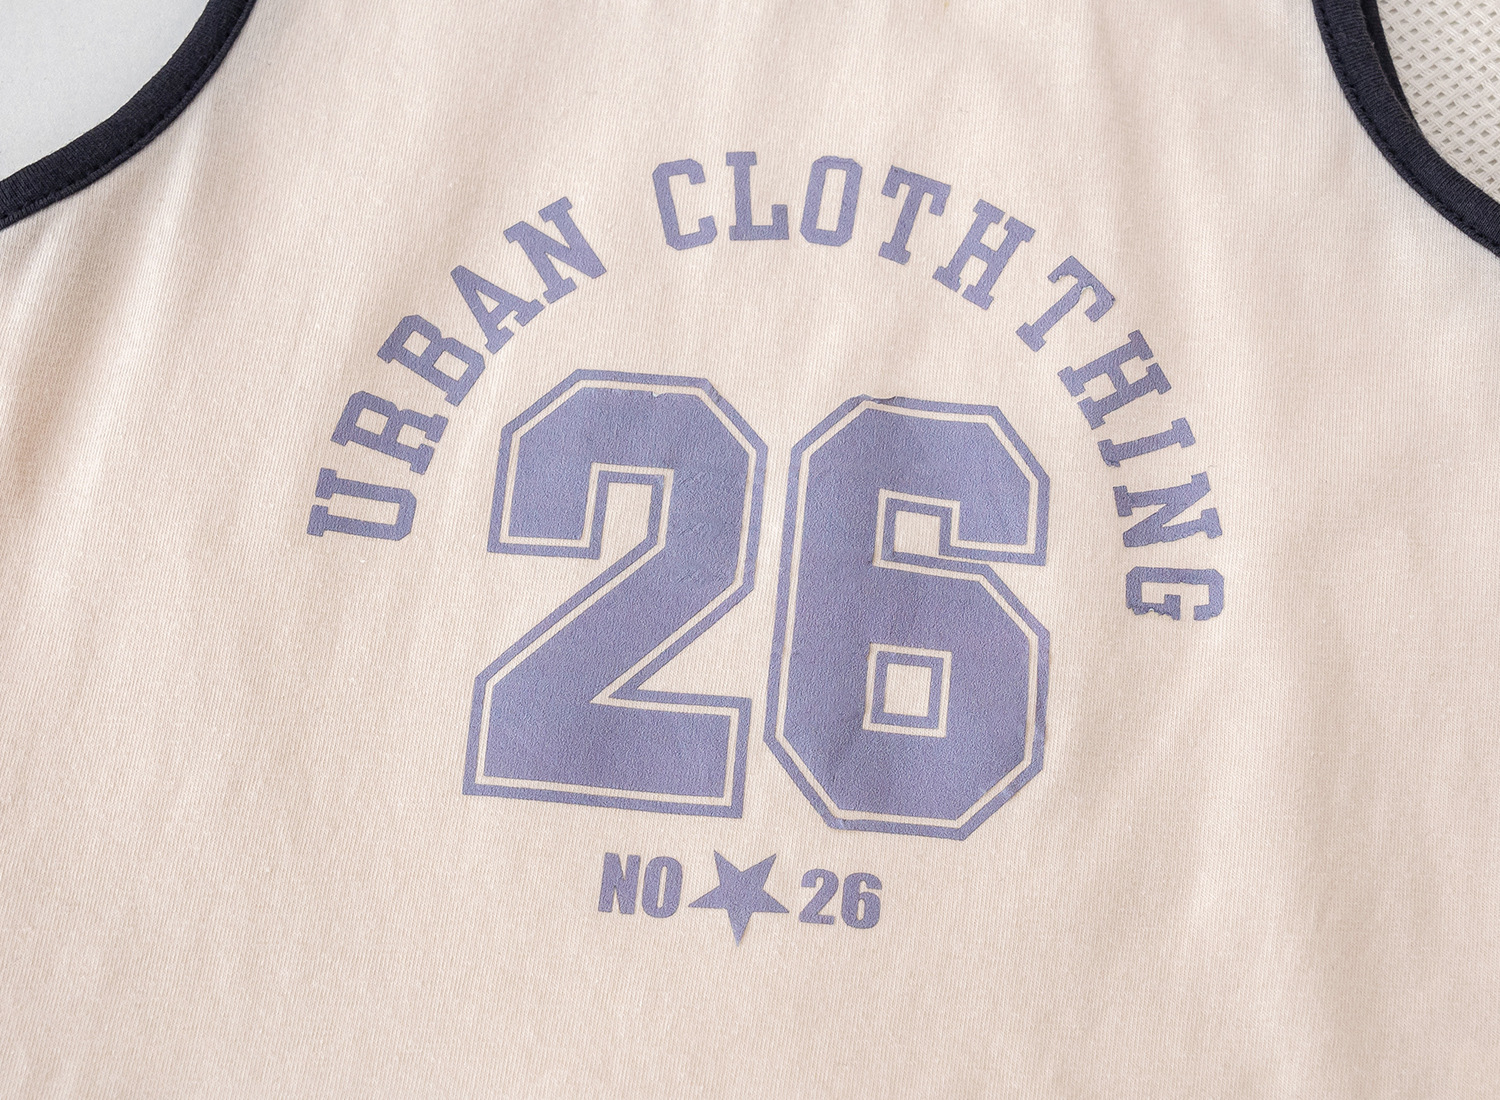 URBAN CLOTHTHING
26
NO ★ 26